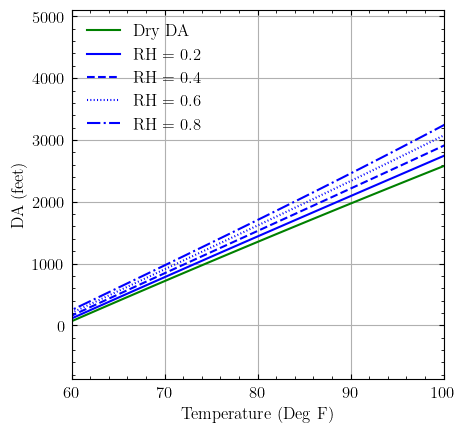 5000
4000
3000
2000
1000
0
DA (feet)
Dry DA
RH = 0.2
RH = 0.4
RH = 0.6
RH = 0.8
60 70 80 90 100
Temperature (Deg F)